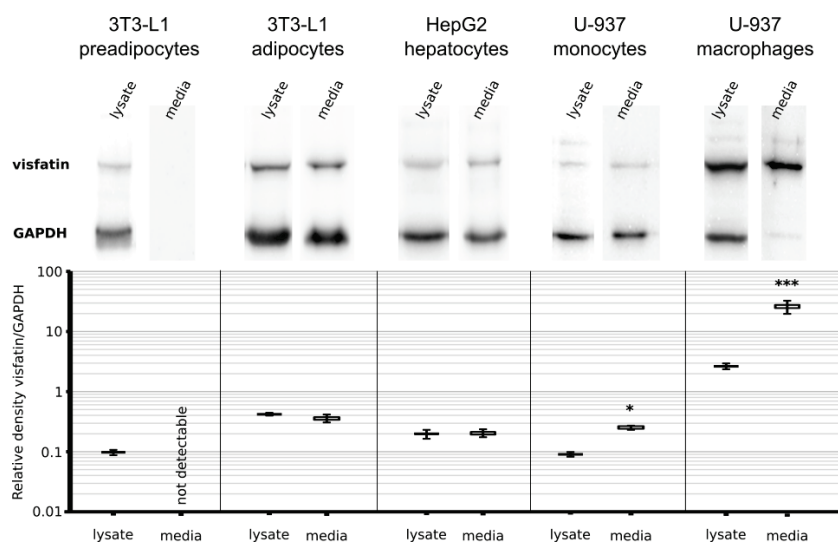 3T3-L1 preadipocytes
3T3-L1 adipocytes
HepG2 hepatocytes
U-937 monocytes
U-937 macrophages
lysate media lysate media lysate media lysate media lysate media
visfatin
GAPDH
Relative density visfatin/GAPDH
100
10
1
0.1
0.01
not detectable
*
***
lysate media lysate media lysate media lysate media lysate media